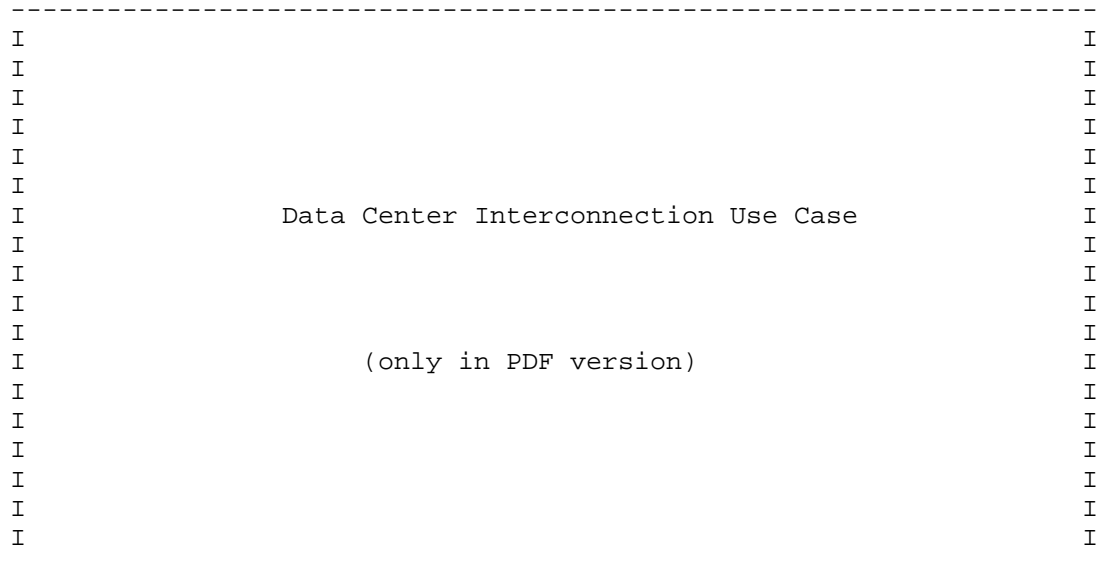 ---------------------------------------------------------------------
I                                                                    I
I                                                                    I
I                                                                    I
I                                                                    I
I                                                                    I
I                                                                    I
I                Data Center Interconnection Use Case                I
I                                                                    I
I                                                                    I
I                                                                    I
I                                                                    I
I                     (only in PDF version)                          I
I                                                                    I
I                                                                    I
I                                                                    I
I                                                                    I
I                                                                    I
I                                                                    I